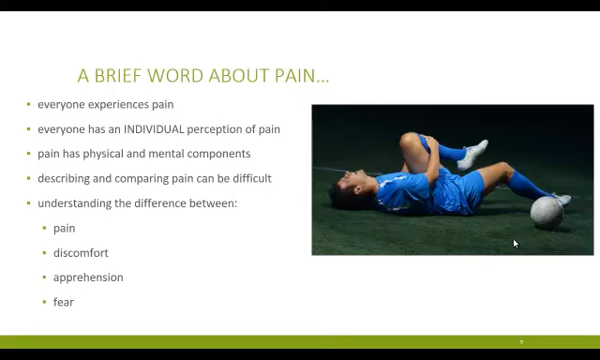 A BRIEF WORD ABOUT PAIN...
▪ everyone experiences pain
▪ everyone has an INDIVIDUAL perception of pain
▪ pain has physical and mental components
▪ describing and comparing pain can be difficult
▪ understanding the difference between:
▪ pain
▪ discomfort
▪ apprehension
▪ fear